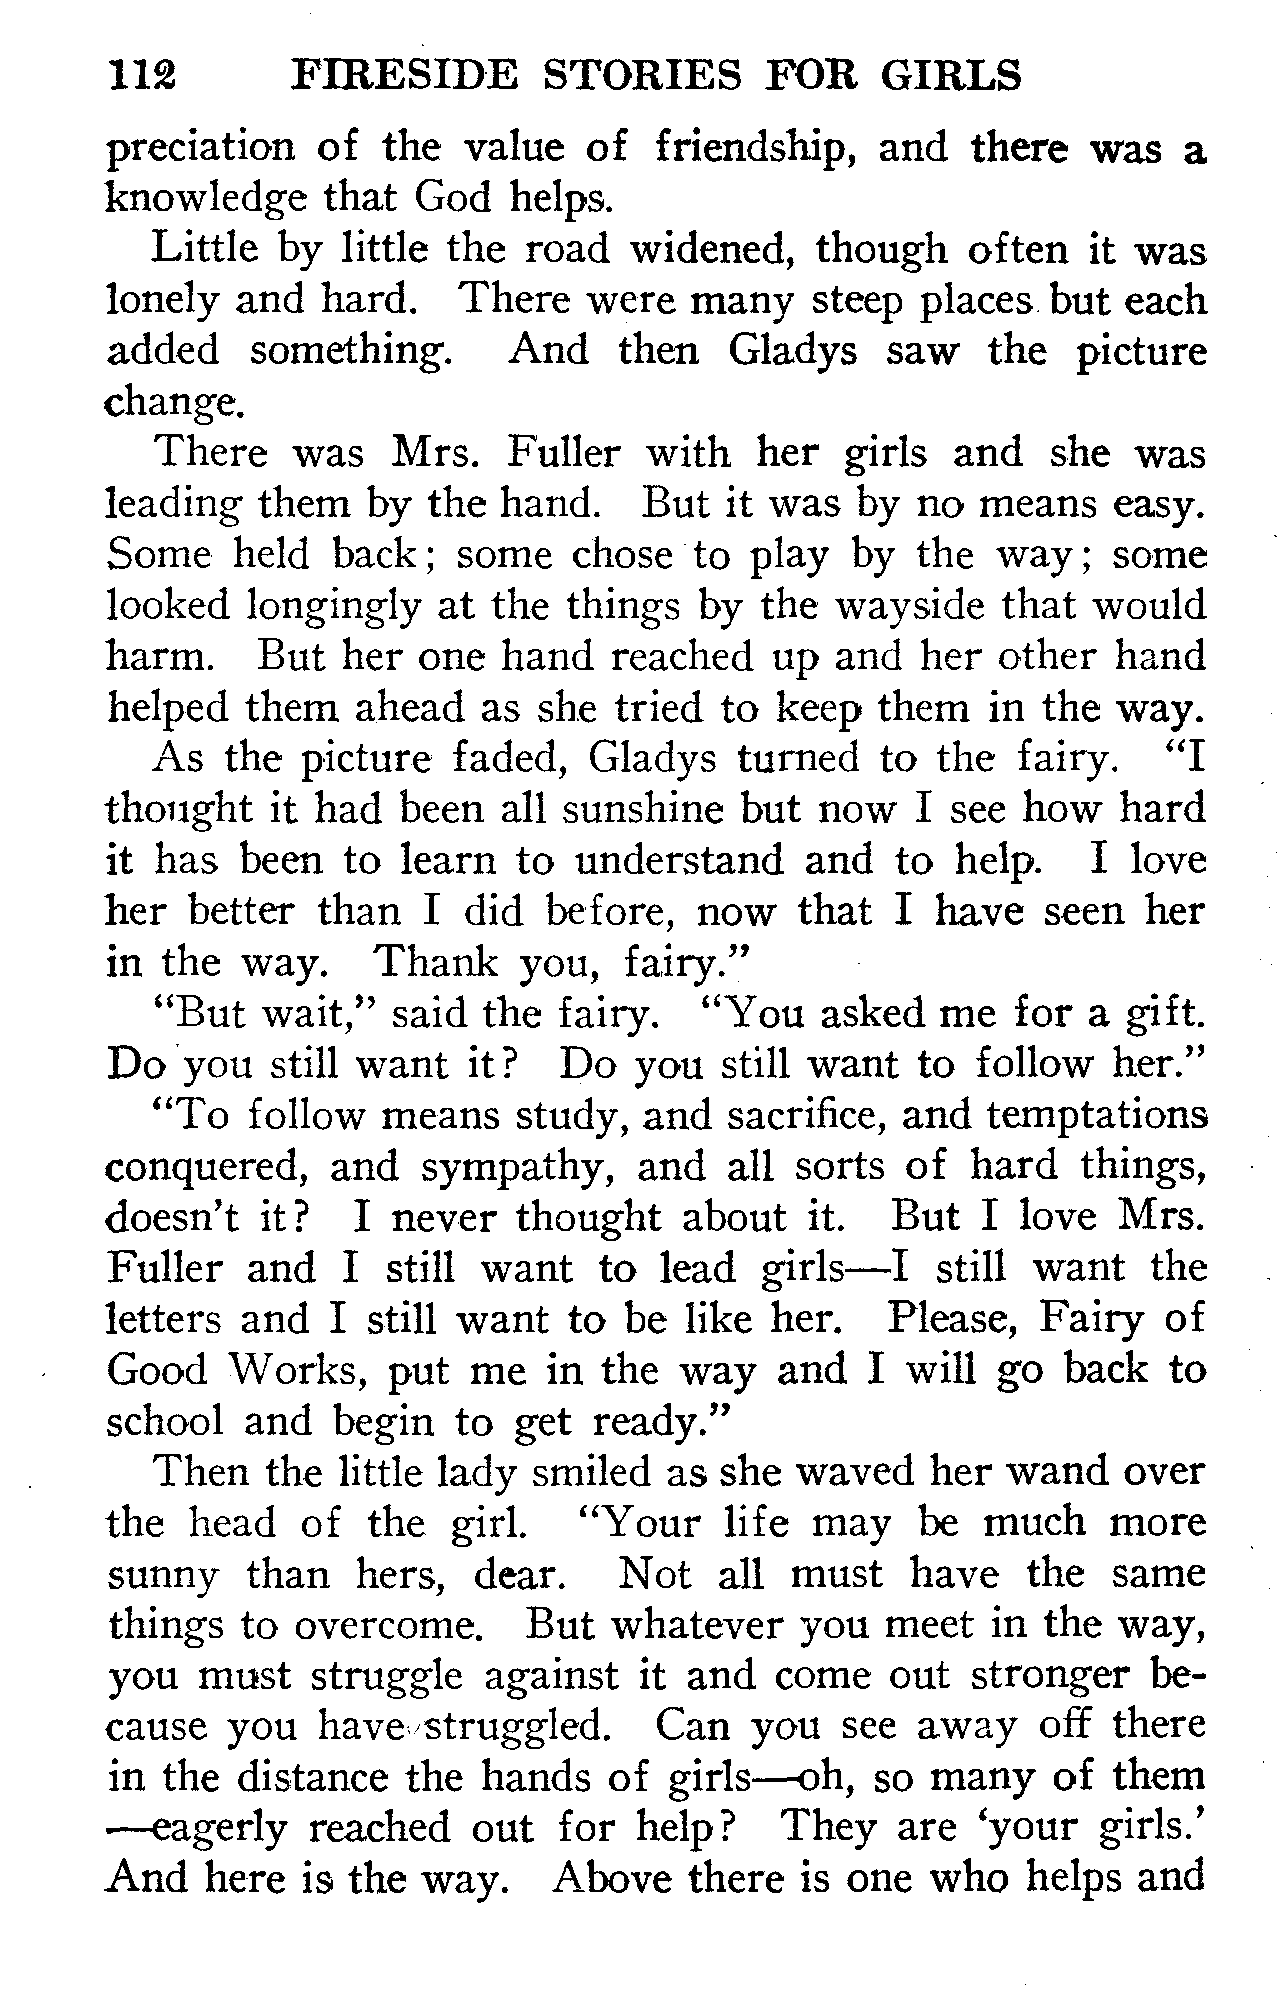 112 FIRESIDE STORIES FOR GIRLS
preciation of the value of friendship, and there was a
knowledge that God helps.
Little by little the road widened, though often it was
lonely and hard. There were many steep places but each
added something. And then Gladys saw the picture
change.
There was Mrs. Fuller with her girls and she was
leading them by the hand. But it was by no means easy.
Some held back; some chose to play by the way; some
looked longingly at the things by the wayside that would
harm. But her one hand reached up and her other hand
helped them ahead as she tried to keep them in the way.
As the picture faded, Gladys turned to the fairy. “I
thought it had been all sunshine but now I see how hard
it has been to learn to understand and to help. I love
her better than I did before, now that I have seen her
in the way. Thank you, fairy.”
“But wait,” said the fairy. “You asked me for a gift.
Do you still want it? Do you still want to follow her.”
“To follow means study, and sacrifice, and temptations
conquered, and sympathy, and all sorts of hard things,
doesn’t it? I never thought about it. But I love Mrs.
Fuller and I still want to lead girls—I still want the
letters and I still want to be like her. Please, Fairy of
Good Works, put me in the way and I will go back to
school and begin to get ready.”
Then the little lady smiled as she waved her wand over
the head of the girl. “Your life may be much more
sunny than hers, dear. Not all must have the same
things to overcome. But whatever you meet in the way,
you must struggle against it and come out stronger be-
cause you have struggled. Can you see away off there
in the distance the hands of girls—oh, so many of them
—eagerly reached out for help? They are ‘your girls.’
And here is the way. Above there is one who helps and